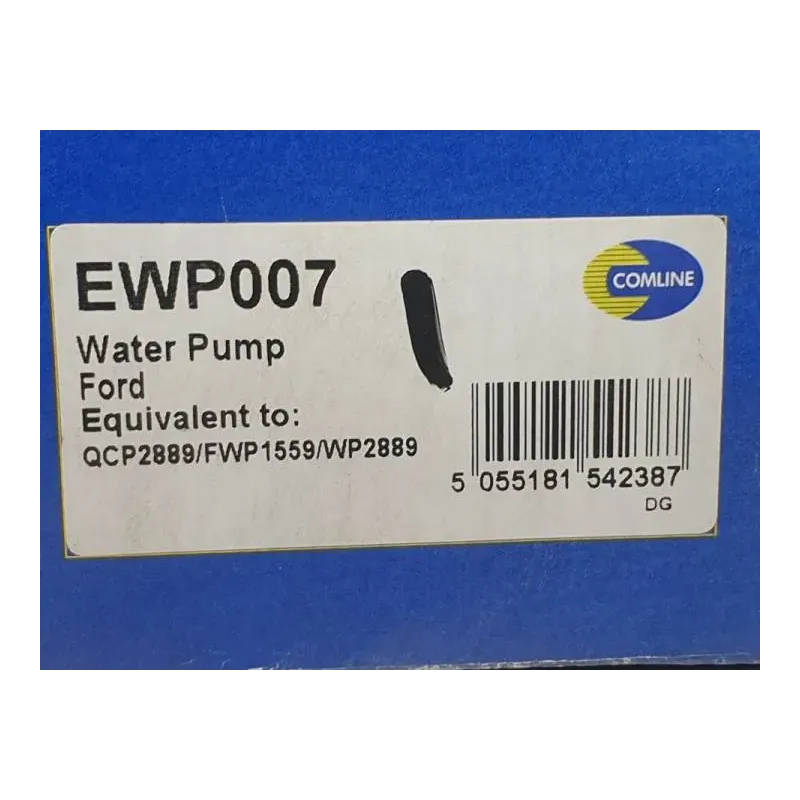 EWP007
COMLINE
Water Pump
Ford
Equivalent to:
QCP2889/FWP1559/WP2889
5 055181 542387
DG